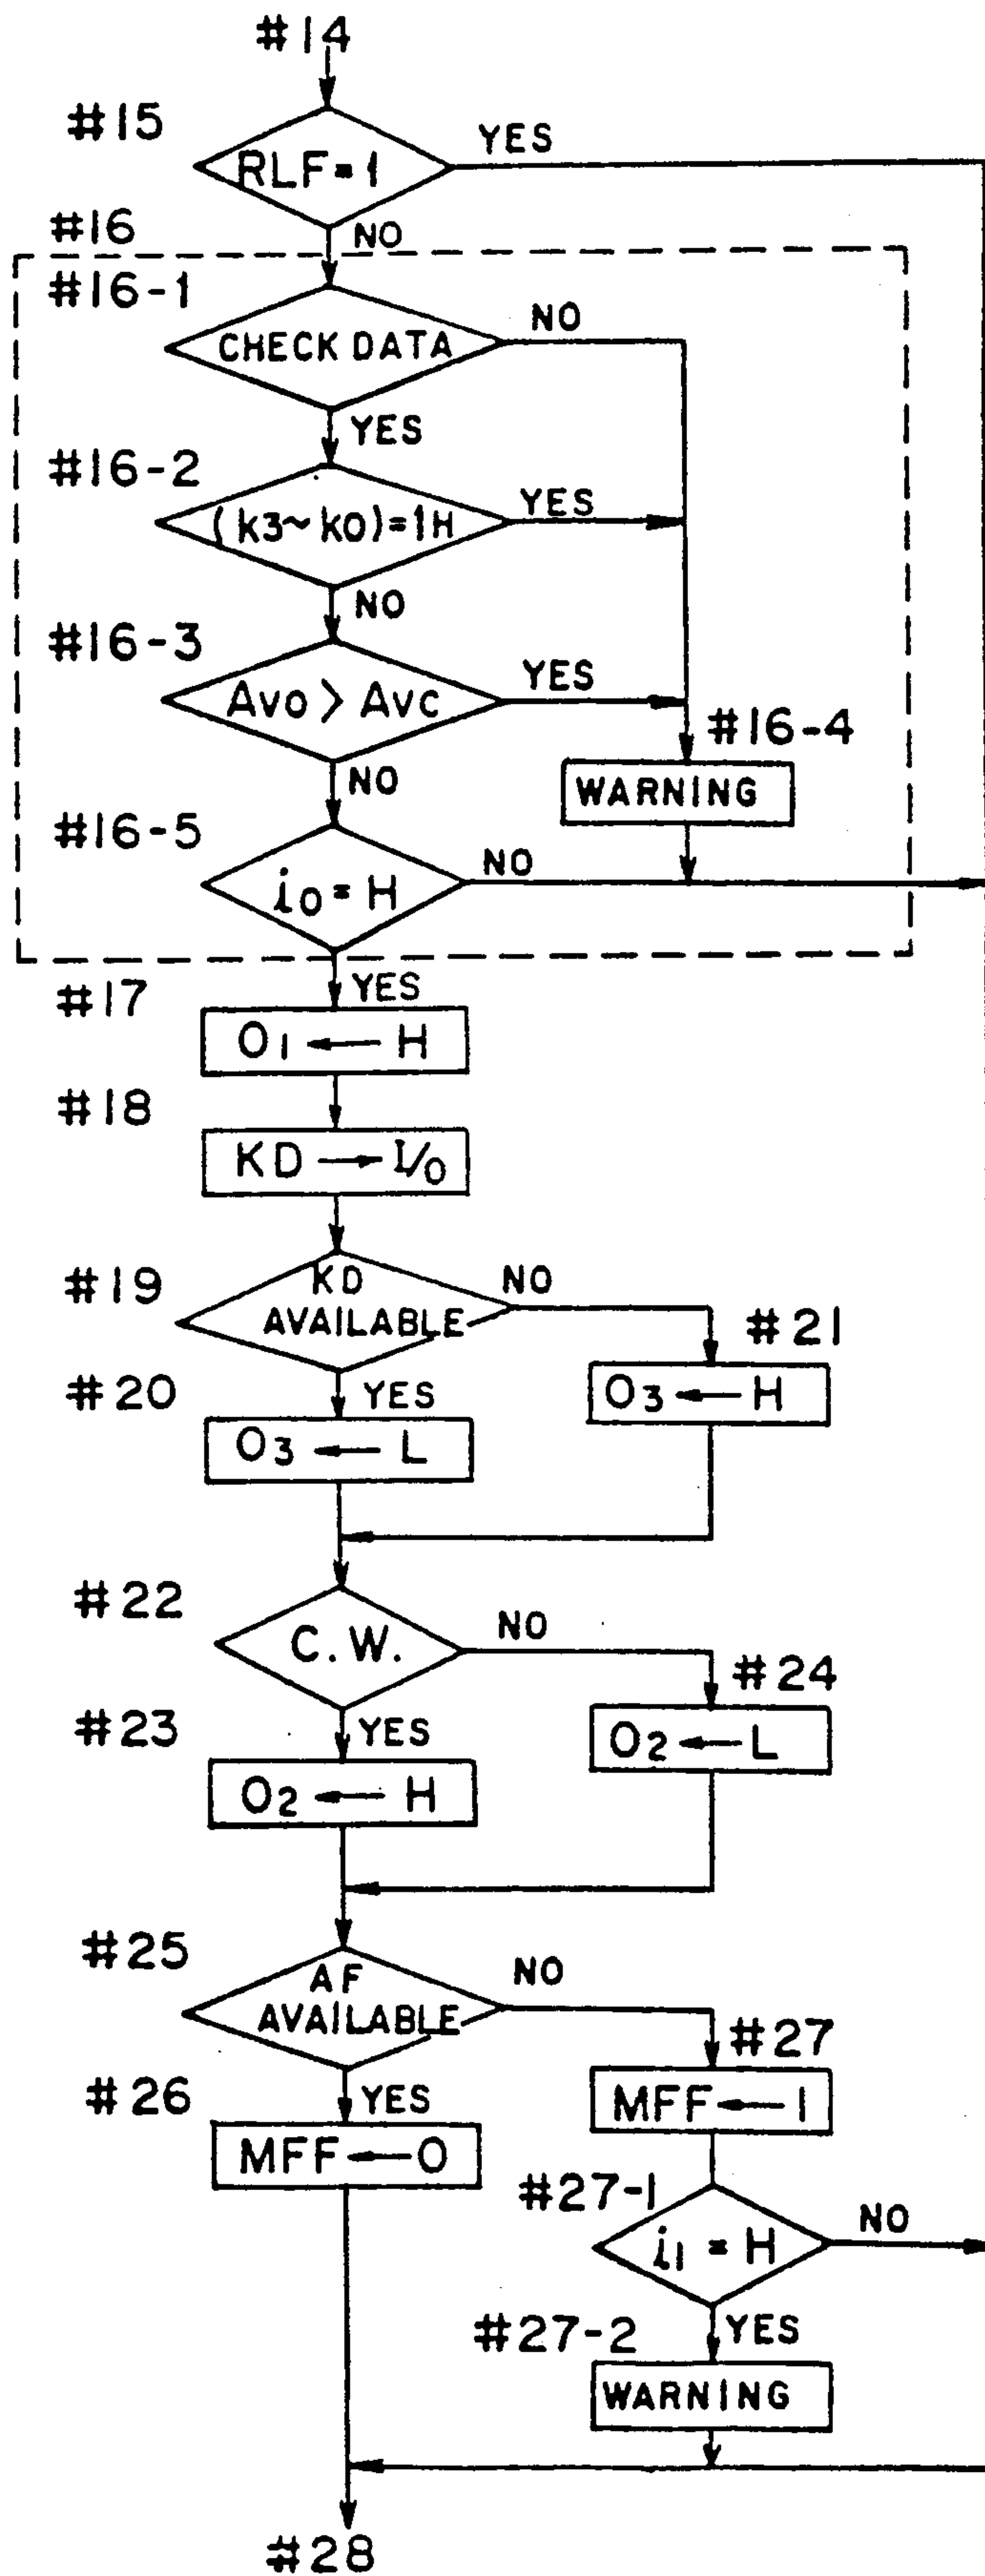 #14
#15
RLF=1
YES
NO
#16
#16-1
CHECK DATA
NO
YES
#16-2
(k3~k0)=1H
YES
NO
#16-3
Avo > Avc
YES
NO
#16-4
WARNING
#16-5
i0 = H
NO
YES
#17
O1 ← H
#18
KD → I/O
#19
KD
AVAILABLE
NO
YES
#20
O3 ← L
#21
O3 ← H
#22
C.W.
NO
YES
#23
O2 ← H
#24
O2 ← L
#25
AF
AVAILABLE
NO
YES
#26
MFF ← 0
#27
MFF ← 1
#27-1
i1 = H
NO
YES
#27-2
WARNING
#28